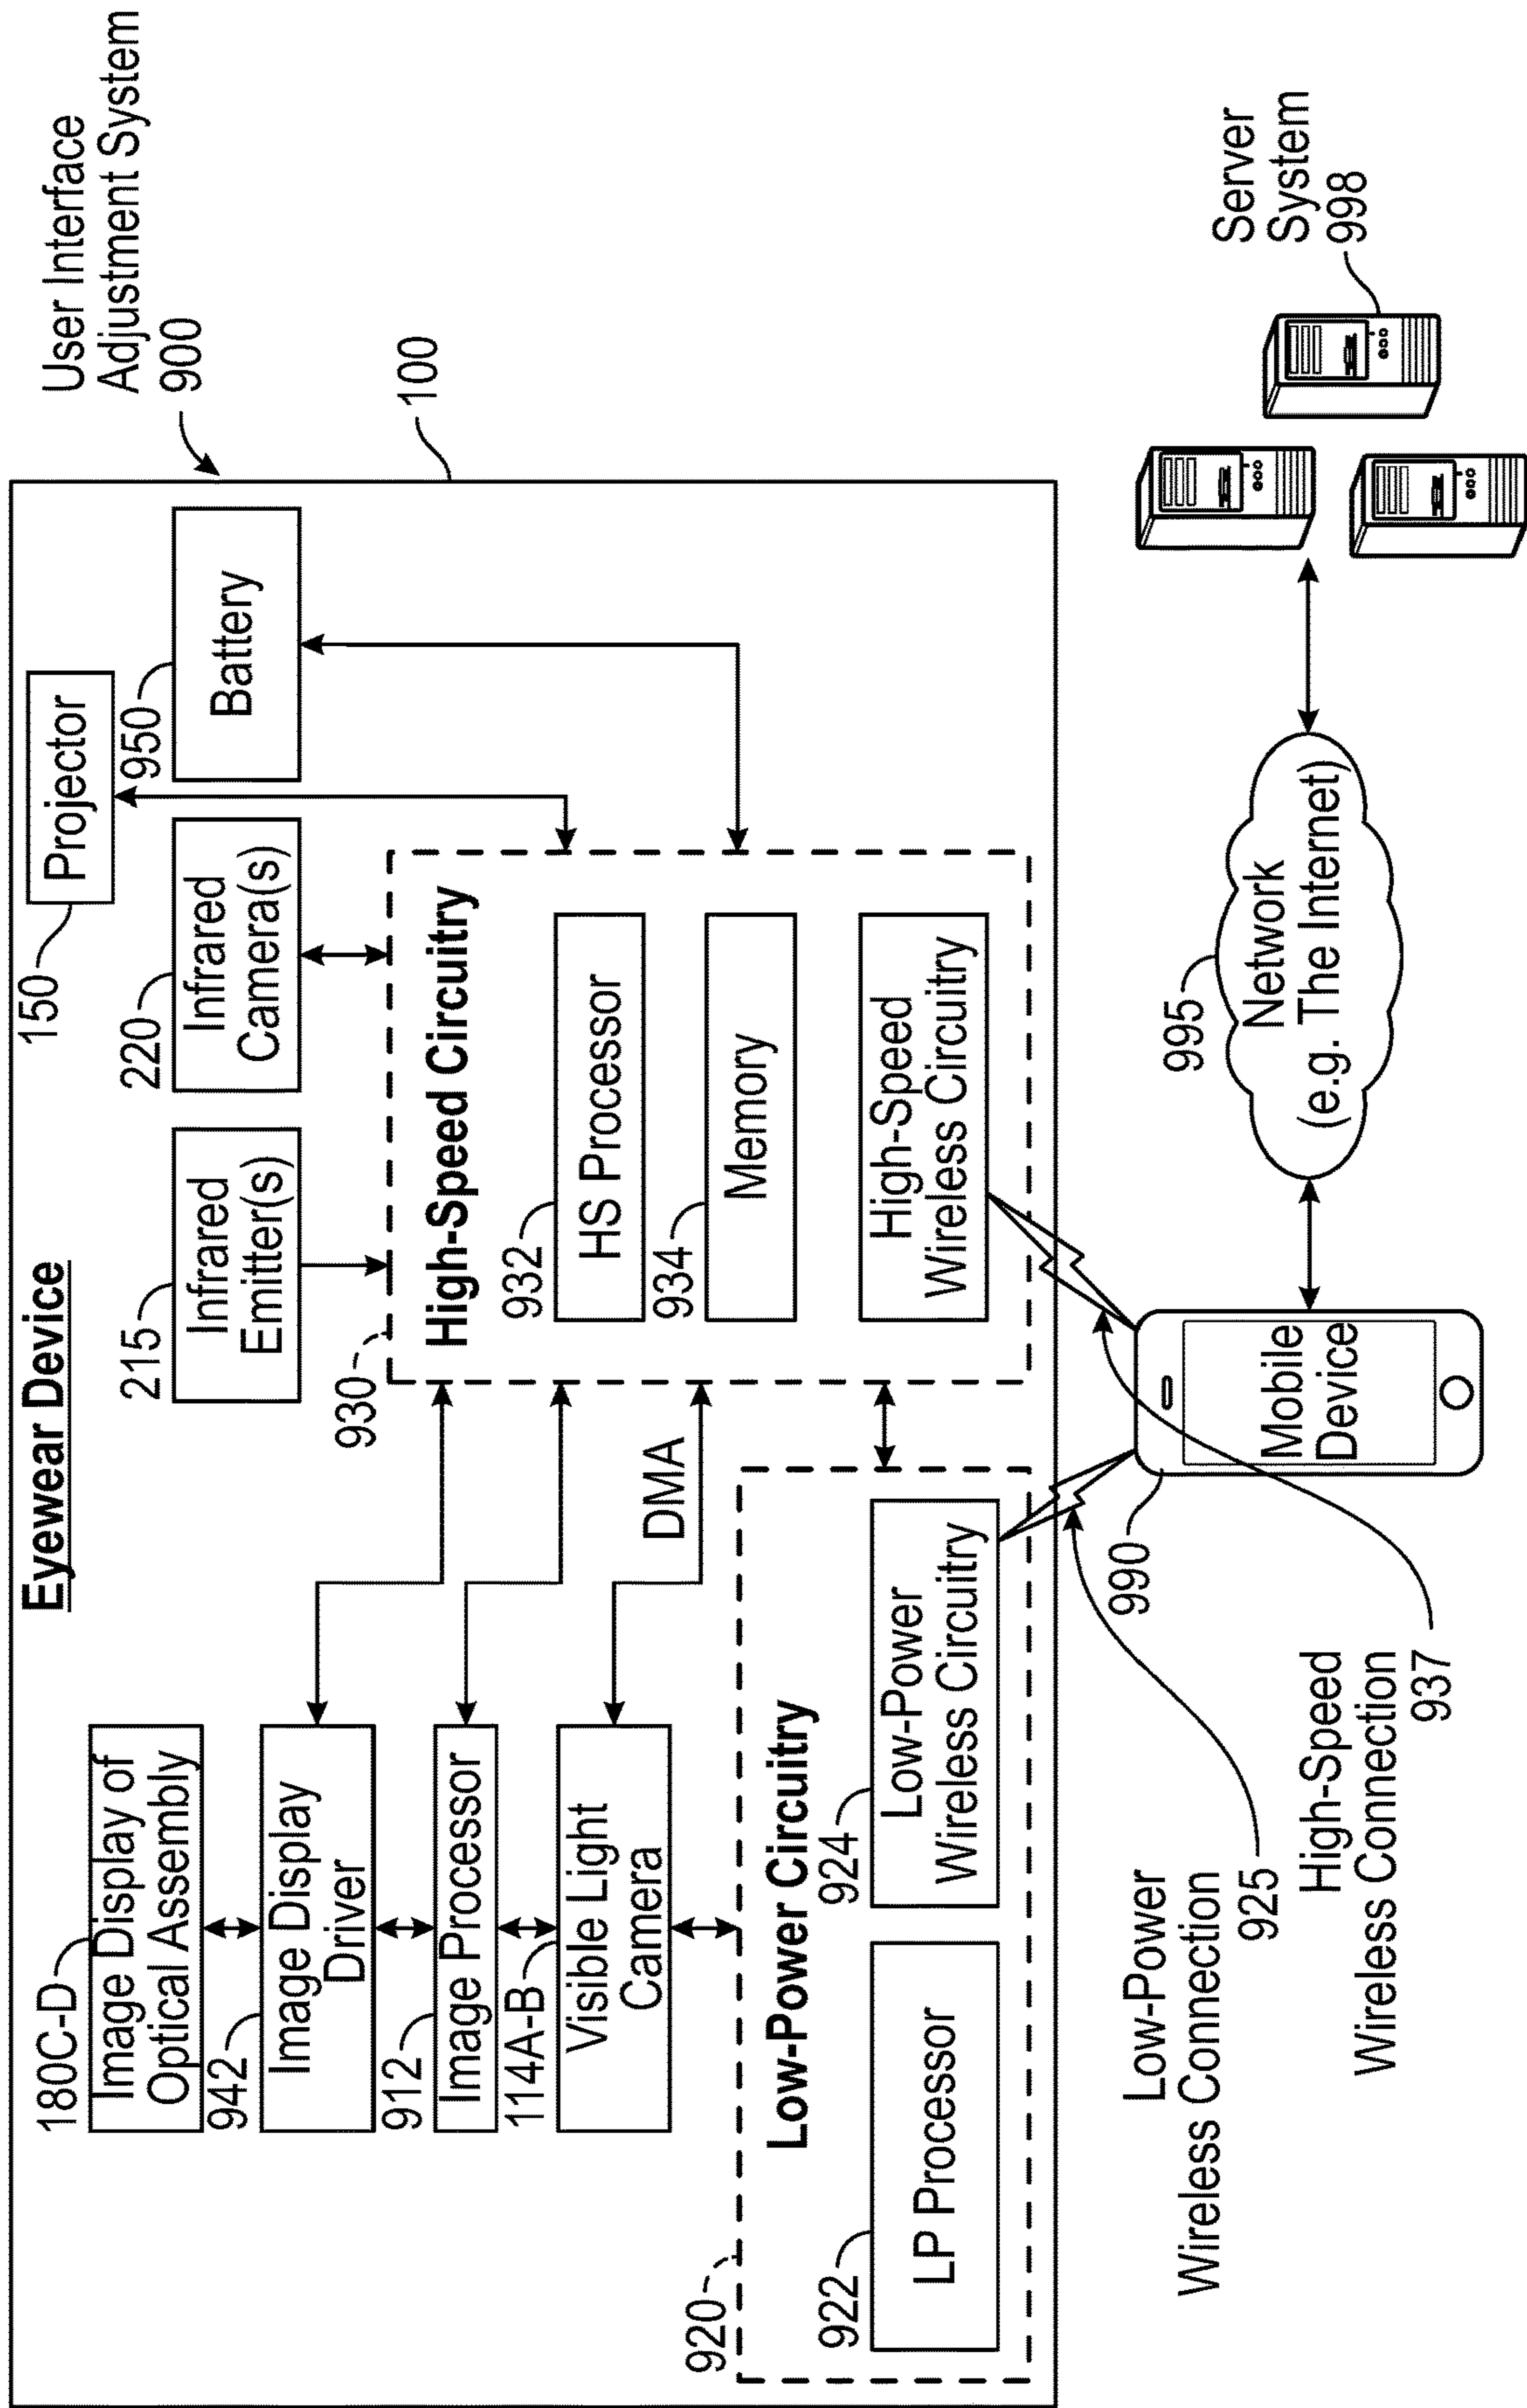 Eyewear Device
User Interface
Adjustment System
900
100
180C-D
Image Display of
Optical Assembly
942
Image Display
Driver
912
Image Processor
114A-B
Visible Light
Camera
215
Infrared
Emitter(s)
220
Infrared
Camera(s)
150
Projector
950
Battery
930
High-Speed Circuitry
932
HS Processor
934
Memory
High-Speed
Wireless Circuitry
DMA
920
Low-Power Circuitry
922
LP Processor
924
Low-Power
Wireless Circuitry
Low-Power
Wireless Connection
925
High-Speed
Wireless Connection
937
990
Mobile
Device
995
Network
(e.g. The Internet)
Server
System
998